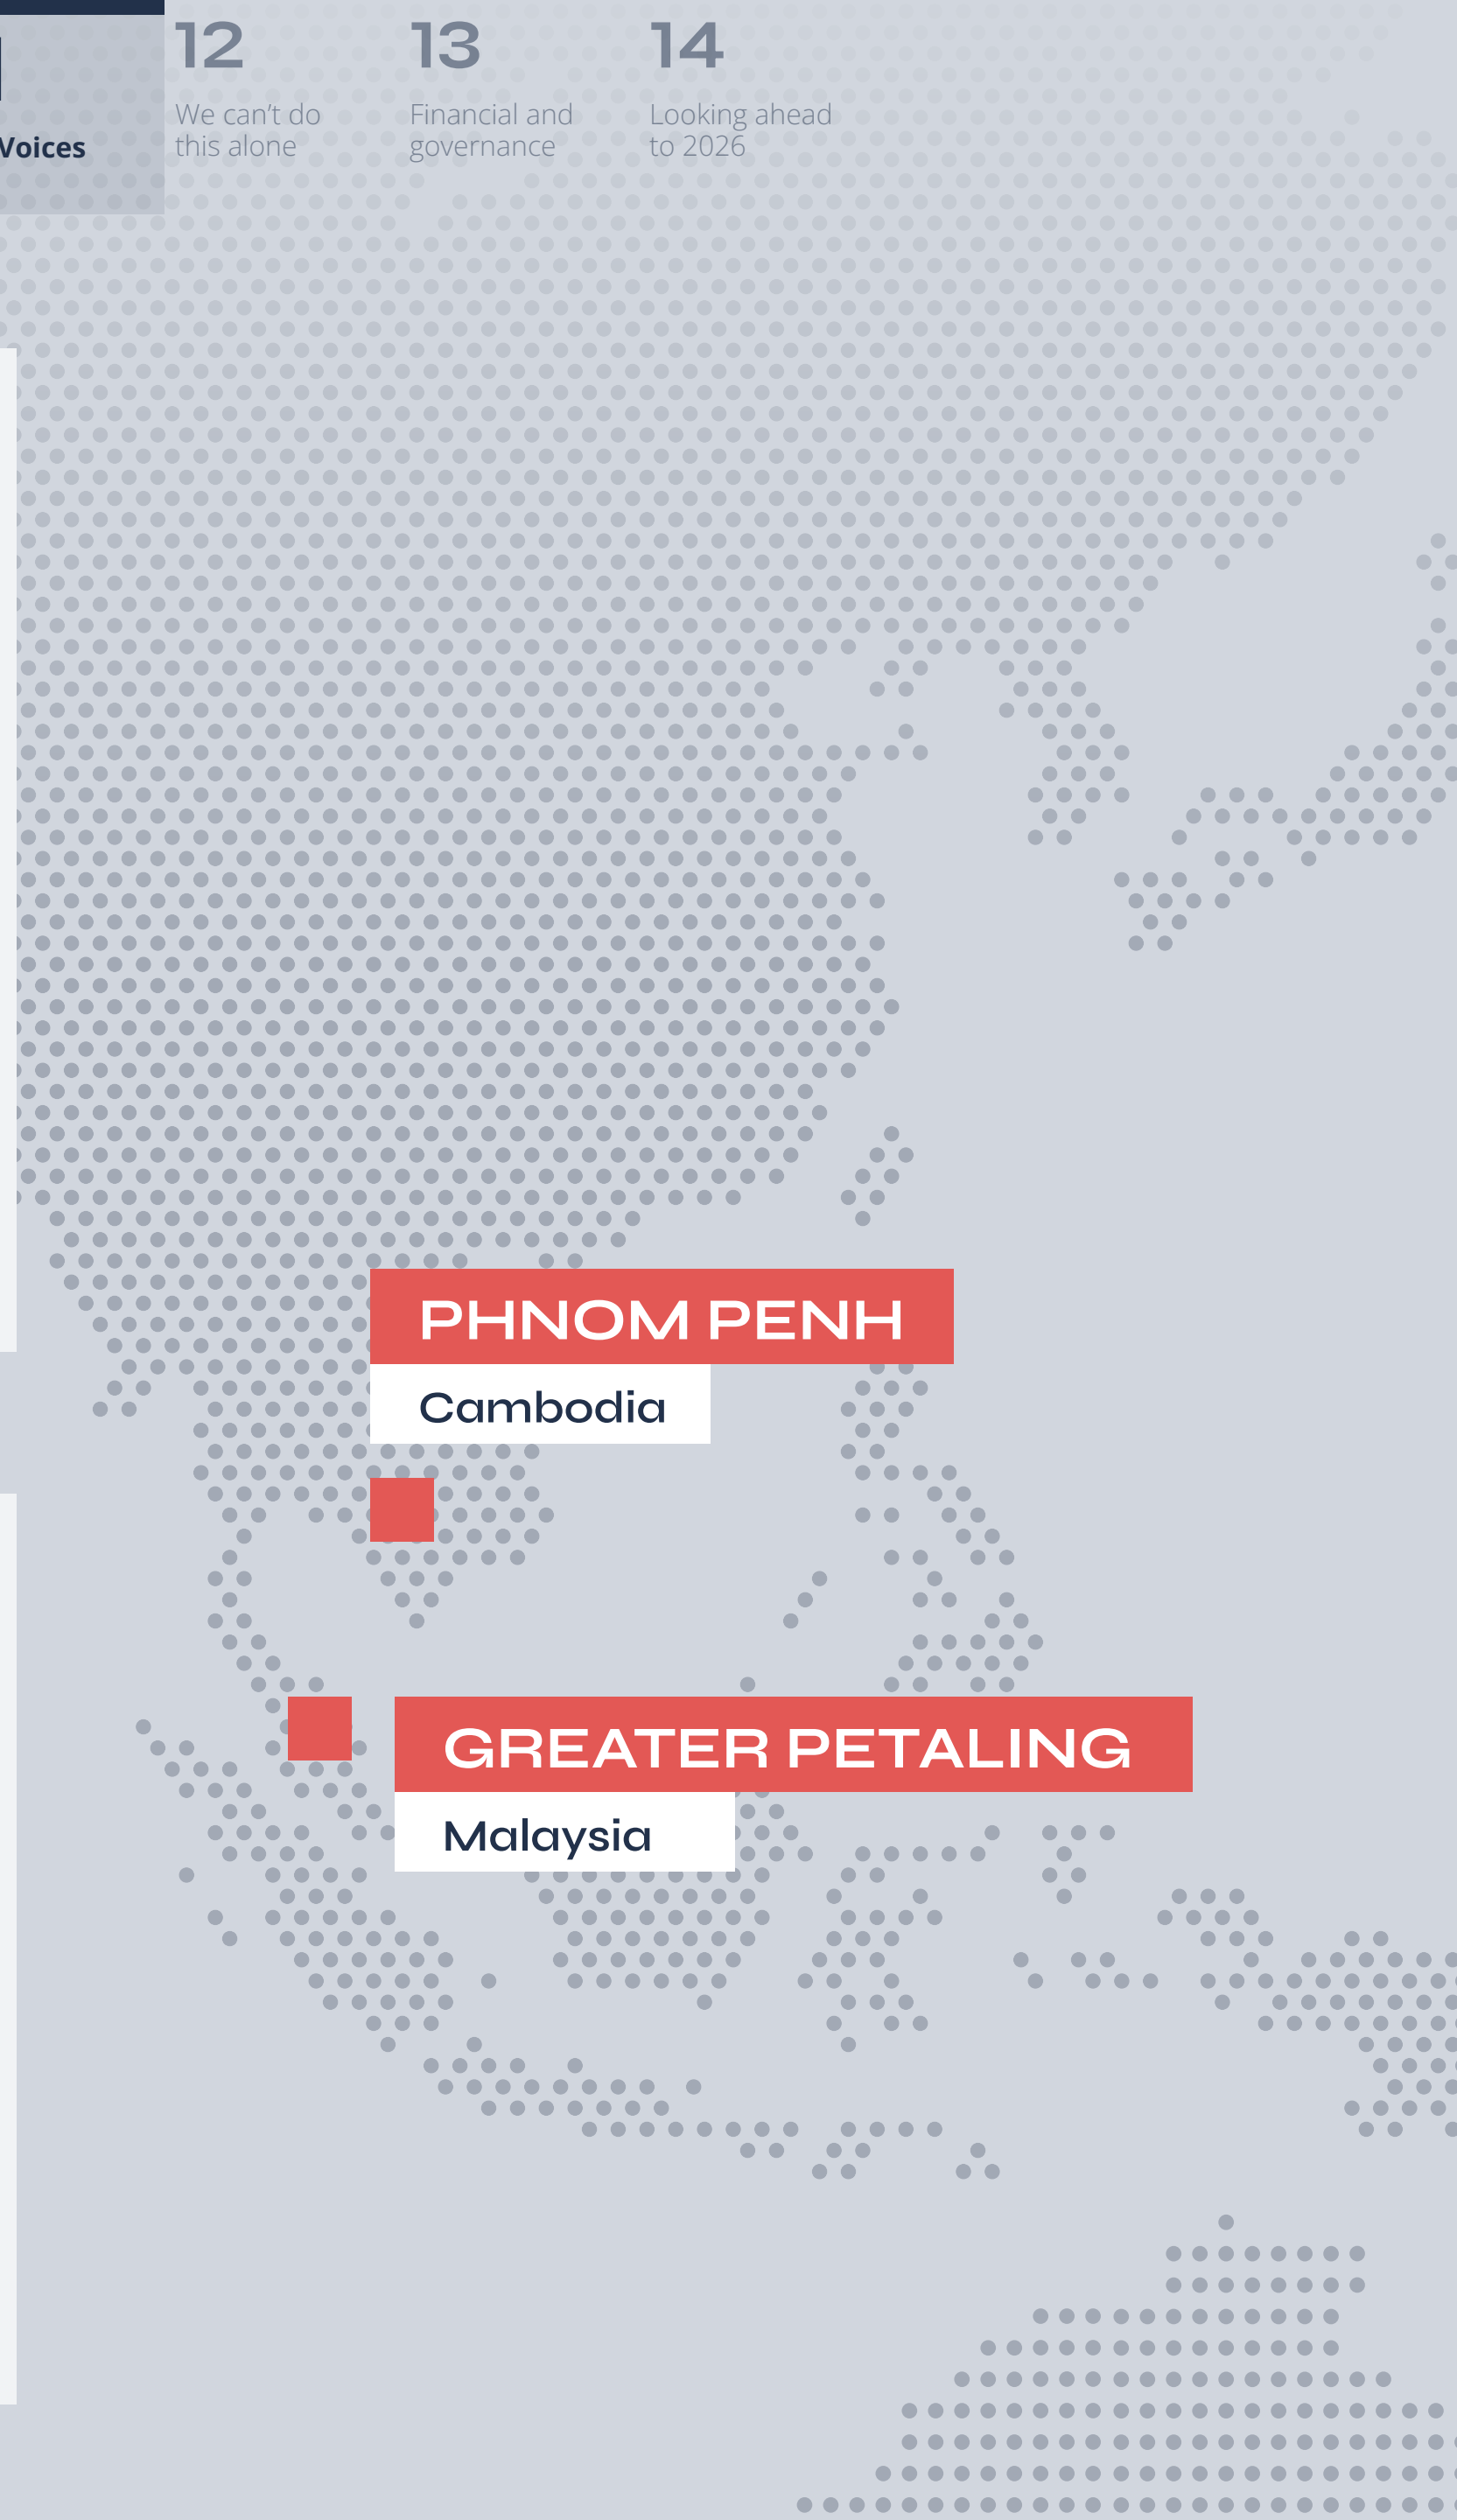 12
13
14
Voices
We can't do
this alone
Financial and
governance
Looking ahead
to 2026
PHNOM PENH
Cambodia
GREATER PETALING
Malaysia